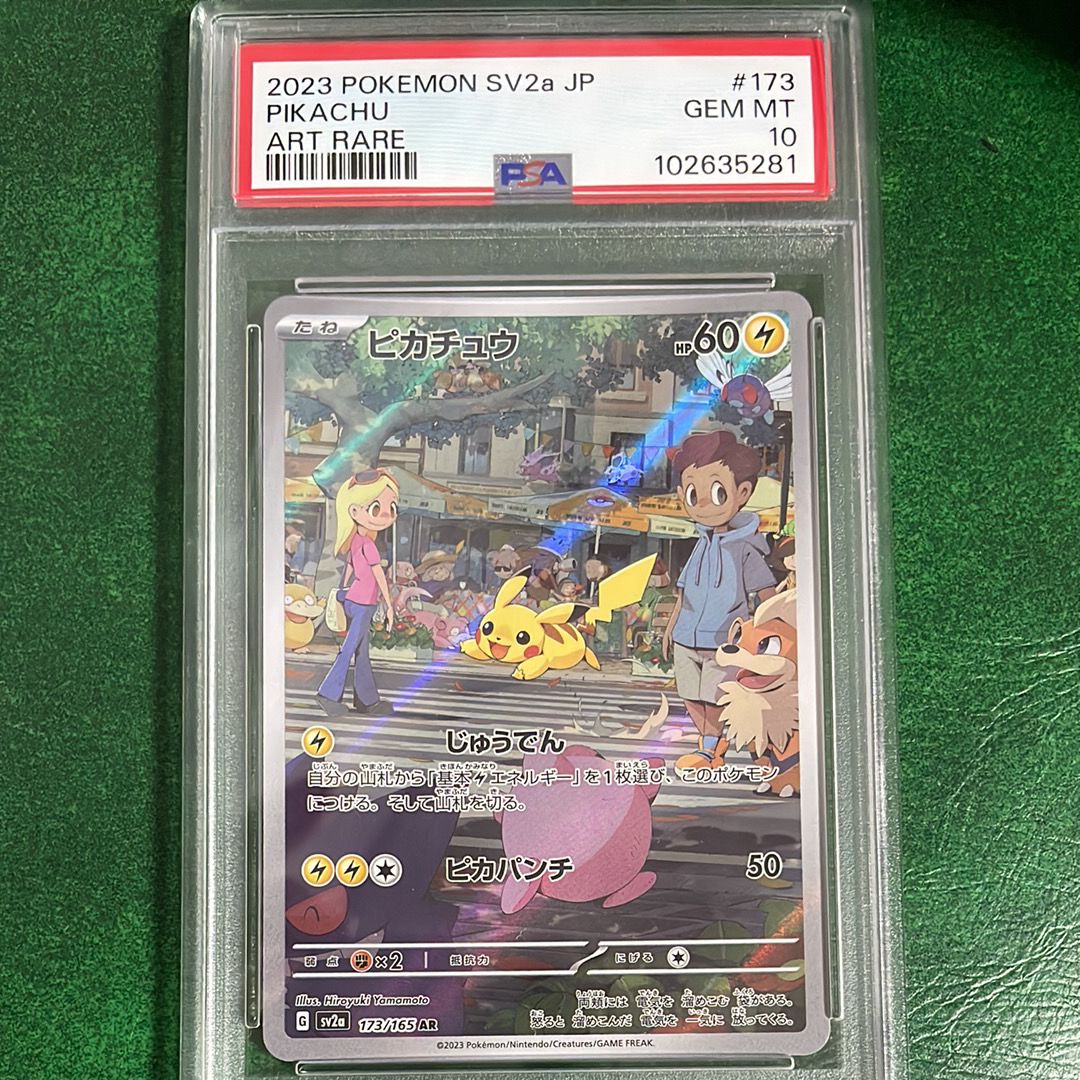 2023 POKEMON SV2a JP #173
PIKACHU GEM MT
ART RARE 10
PSA 102635281
たね ピカチュウ HP60
じゅうでん
自分の山札から「基本エネルギー」を1枚選び、このポケモン
につける。そして山札を切る。
ピカパンチ 50
弱点 ×2 抵抗力 にげる
Illus. Hiroyuki Yamamoto
両頬には 電気を 溜めこむ 袋がある。
怒ると 溜めこんだ 電気を 一気に 放ってくる。
G sv2a 173/165 AR
©2023 Pokémon/Nintendo/Creatures/GAME FREAK.